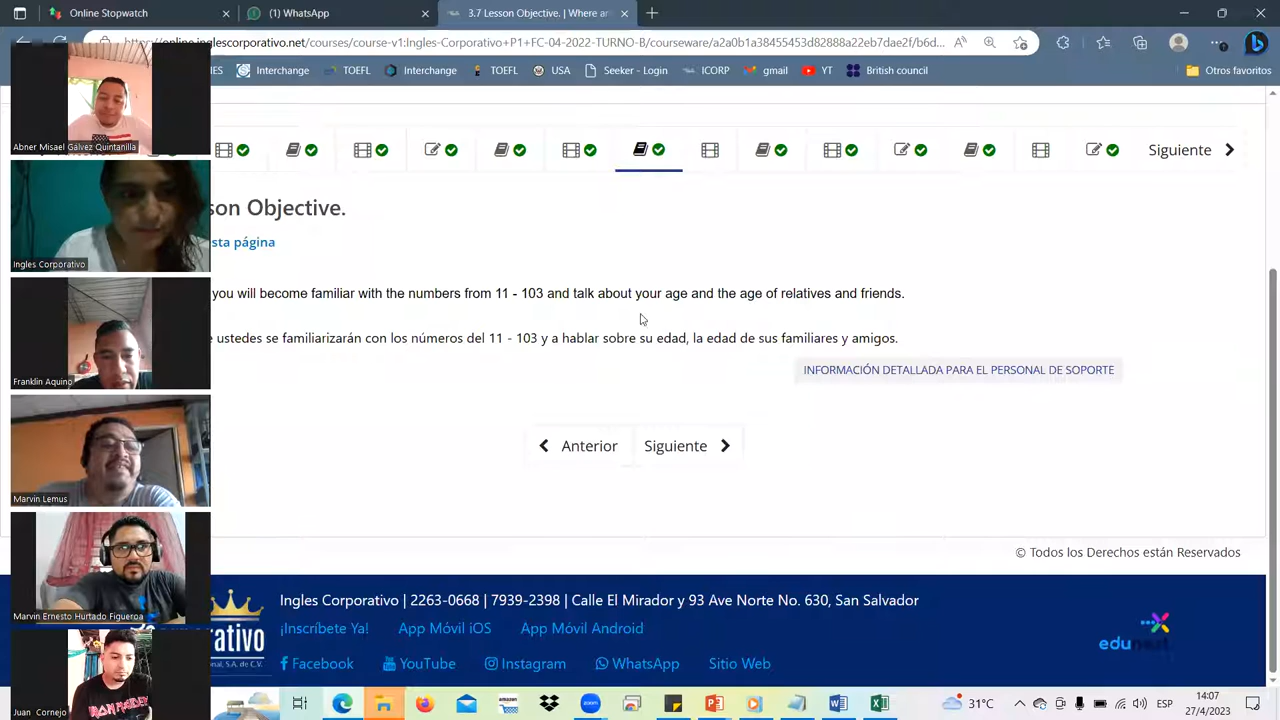 (1) WhatsApp
3.7 Lesson Objective. | Where ar
https://online.inglescorporativo.net/courses/course-v1:Ingles-Corporativo+P1+FC-04-2022-TURNO-B/courseware/a2a0b1a38455453d82888a22eb7dae2f/b6d...
Interchange TOEFL Interchange TOEFL USA Seeker - Login ICORP gmail YT British council Otros favoritos
Siguiente
son Objective.
sta página
you will become familiar with the numbers from 11 - 103 and talk about your age and the age of relatives and friends.
e ustedes se familiarizarán con los números del 11 - 103 y a hablar sobre su edad, la edad de sus familiares y amigos.
INFORMACIÓN DETALLADA PARA EL PERSONAL DE SOPORTE
Anterior Siguiente
© Todos los Derechos están Reservados
Ingles Corporativo | 2263-0668 | 7939-2398 | Calle El Mirador y 93 Ave Norte No. 630, San Salvador
¡Inscríbete Ya! App Móvil iOS App Móvil Android
Facebook YouTube Instagram WhatsApp Sitio Web
rativo
nal, S.A. de C.V.
edunext
Abner Misael Galvez Quintanilla
Ingles Corporativo
Franklin Aquino
Marvin Lemus
Marvin Ernesto Hurtado Figueroa
Juan Cornejo
IRON MAIDEN
zoom
31°C
ESP
4:07
27/4/2023